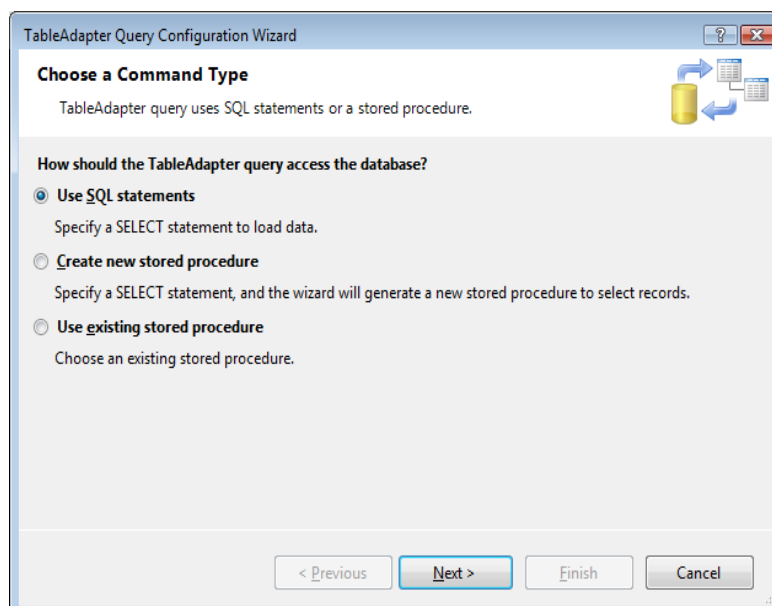 TableAdapter Query Configuration Wizard
Choose a Command Type
TableAdapter query uses SQL statements or a stored procedure.
How should the TableAdapter query access the database?
Use SQL statements
Specify a SELECT statement to load data.
Create new stored procedure
Specify a SELECT statement, and the wizard will generate a new stored procedure to select records.
Use existing stored procedure
Choose an existing stored procedure.
< Previous Next > Finish Cancel